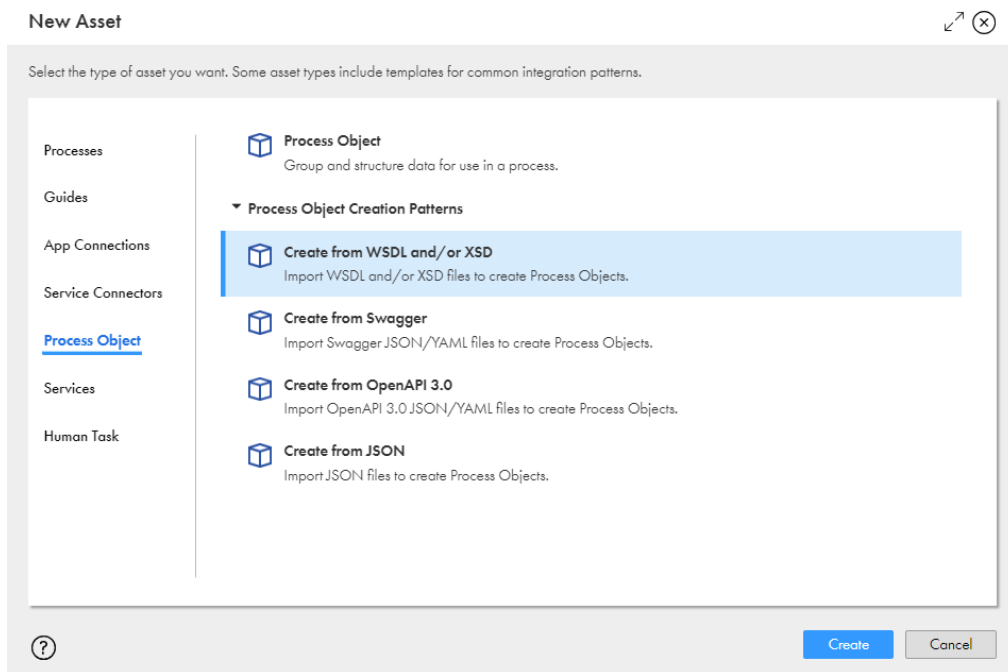 New Asset
Select the type of asset you want. Some asset types include templates for common integration patterns.
Processes
Guides
App Connections
Service Connectors
Process Object
Services
Human Task
Process Object
Group and structure data for use in a process.
Process Object Creation Patterns
Create from WSDL and/or XSD
Import WSDL and/or XSD files to create Process Objects.
Create from Swagger
Import Swagger JSON/YAML files to create Process Objects.
Create from OpenAPI 3.0
Import OpenAPI 3.0 JSON/YAML files to create Process Objects.
Create from JSON
Import JSON files to create Process Objects.
?
Create
Cancel